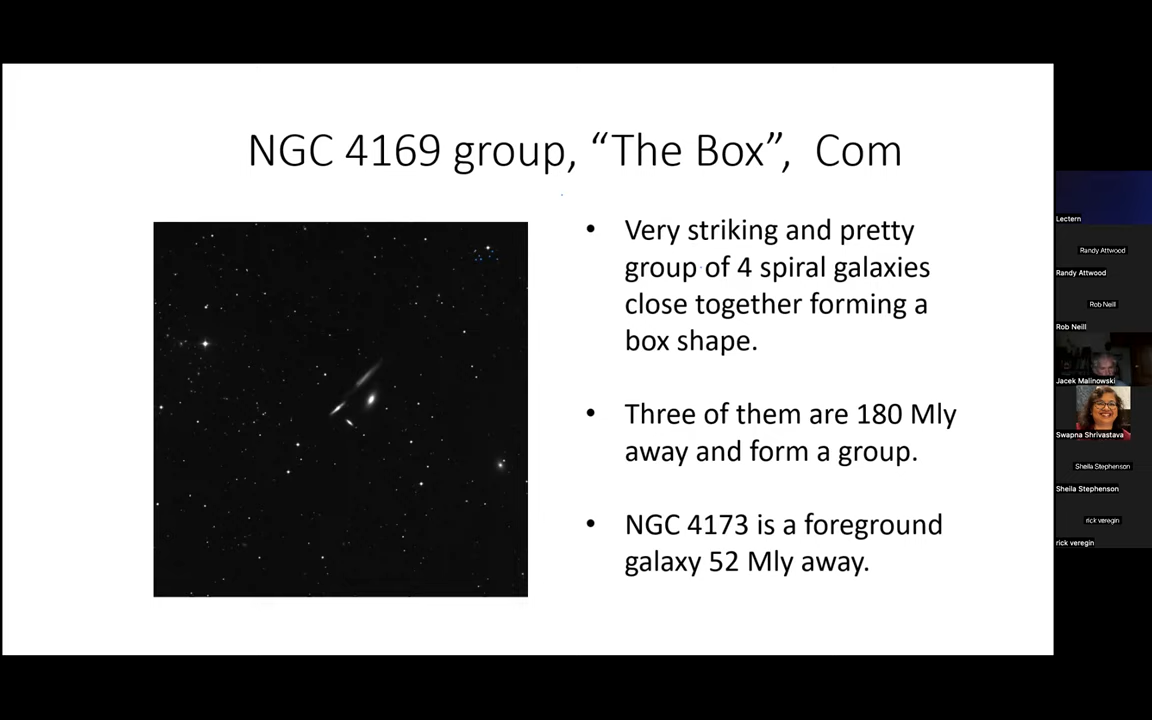 NGC 4169 group, “The Box”,  Com
• Very striking and pretty
group of 4 spiral galaxies
close together forming a
box shape.
• Three of them are 180 Mly
away and form a group.
• NGC 4173 is a foreground
galaxy 52 Mly away.
Lectern
Randy Attwood
Randy Attwood
Rob Neill
Rob Neill
Jacek Malinowski
Swapna Shrivastava
Sheila Stephenson
Sheila Stephenson
rick veregin
rick veregin